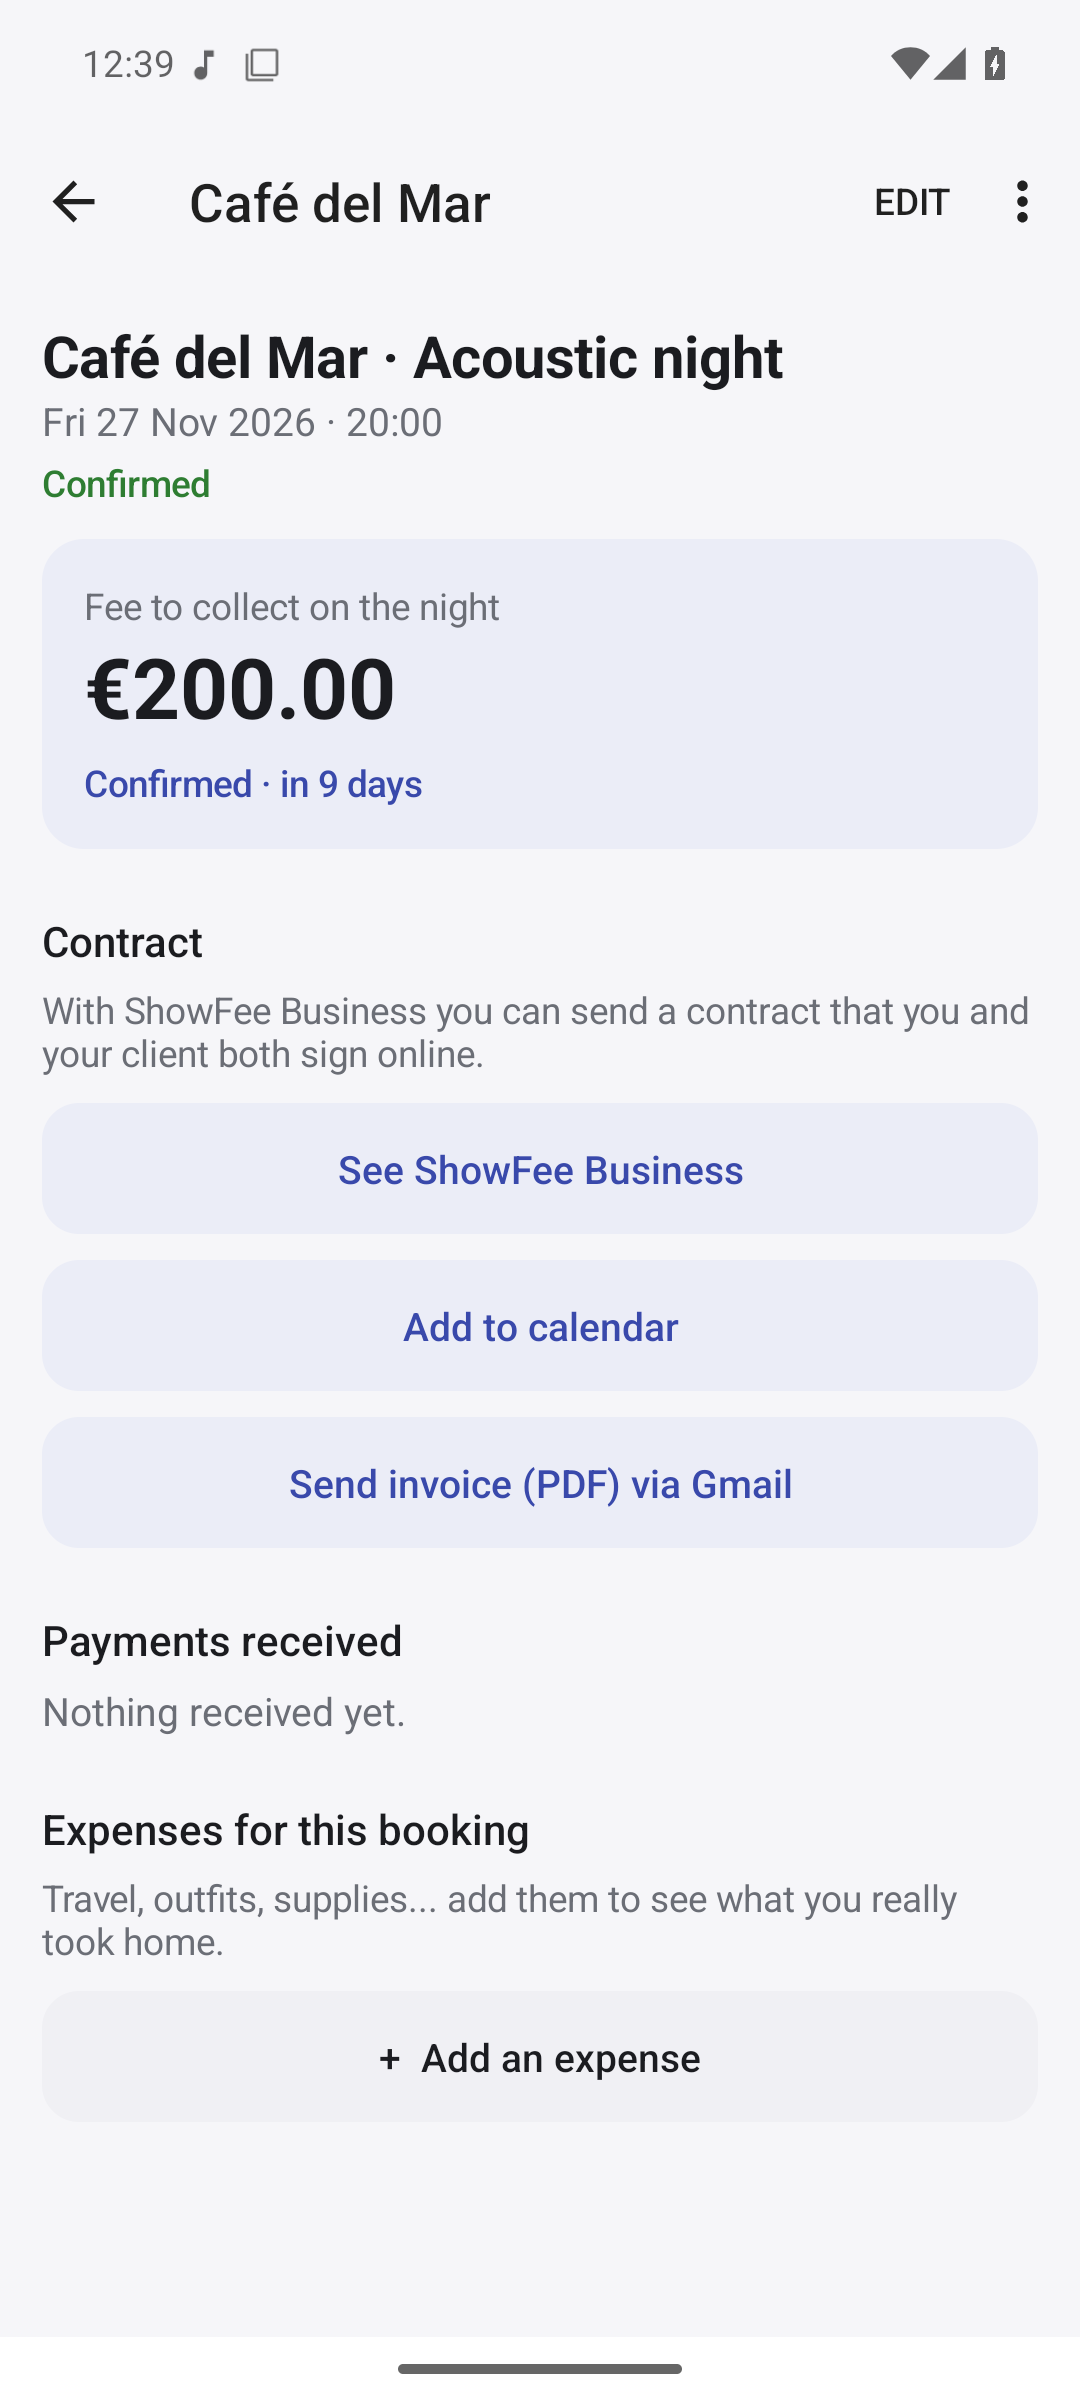 12:39
Café del Mar
EDIT
Café del Mar · Acoustic night
Fri 27 Nov 2026 · 20:00
Confirmed
Fee to collect on the night
€200.00
Confirmed · in 9 days
Contract
With ShowFee Business you can send a contract that you and
your client both sign online.
See ShowFee Business
Add to calendar
Send invoice (PDF) via Gmail
Payments received
Nothing received yet.
Expenses for this booking
Travel, outfits, supplies... add them to see what you really
took home.
+ Add an expense